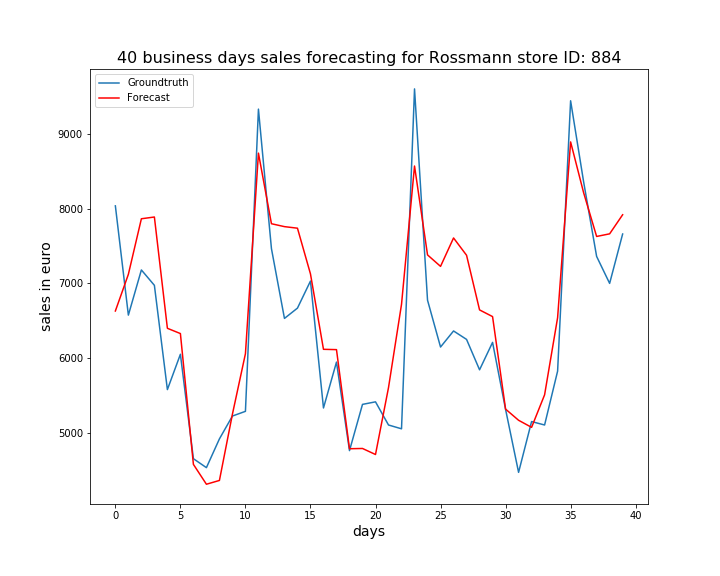 40 business days sales forecasting for Rossmann store ID: 884
Groundtruth
Forecast
sales in euro
9000
8000
7000
6000
5000
0 5 10 15 20 25 30 35 40
days